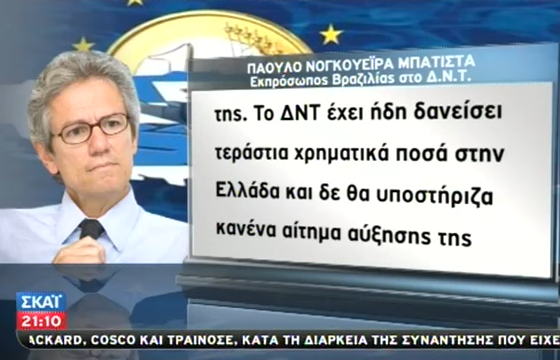 ΠΑΟΥΛΟ ΝΟΓΚΟΥΕΪΡΑ ΜΠΑΤΙΣΤΑ
Εκπρόσωπος Βραζιλίας στο Δ.Ν.Τ.
της. Το ΔΝΤ έχει ήδη δανείσει
τεράστια χρηματικά ποσά στην
Ελλάδα και δε θα υποστήριζα
κανένα αίτημα αύξησης της
ΣΚΑΪ
21:10
ACKARD, COSCO ΚΑΙ ΤΡΑΙΝΟΣΕ, ΚΑΤΑ ΤΗ ΔΙΑΡΚΕΙΑ ΤΗΣ ΣΥΝΑΝΤΗΣΗΣ ΠΟΥ ΕΙΧΕ